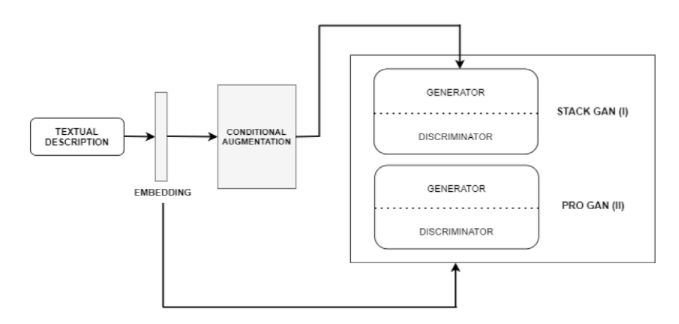 TEXTUAL
DESCRIPTION
EMBEDDING
CONDITIONAL
AUGMENTATION
GENERATOR
DISCRIMINATOR
STACK GAN (I)
GENERATOR
DISCRIMINATOR
PRO GAN (II)